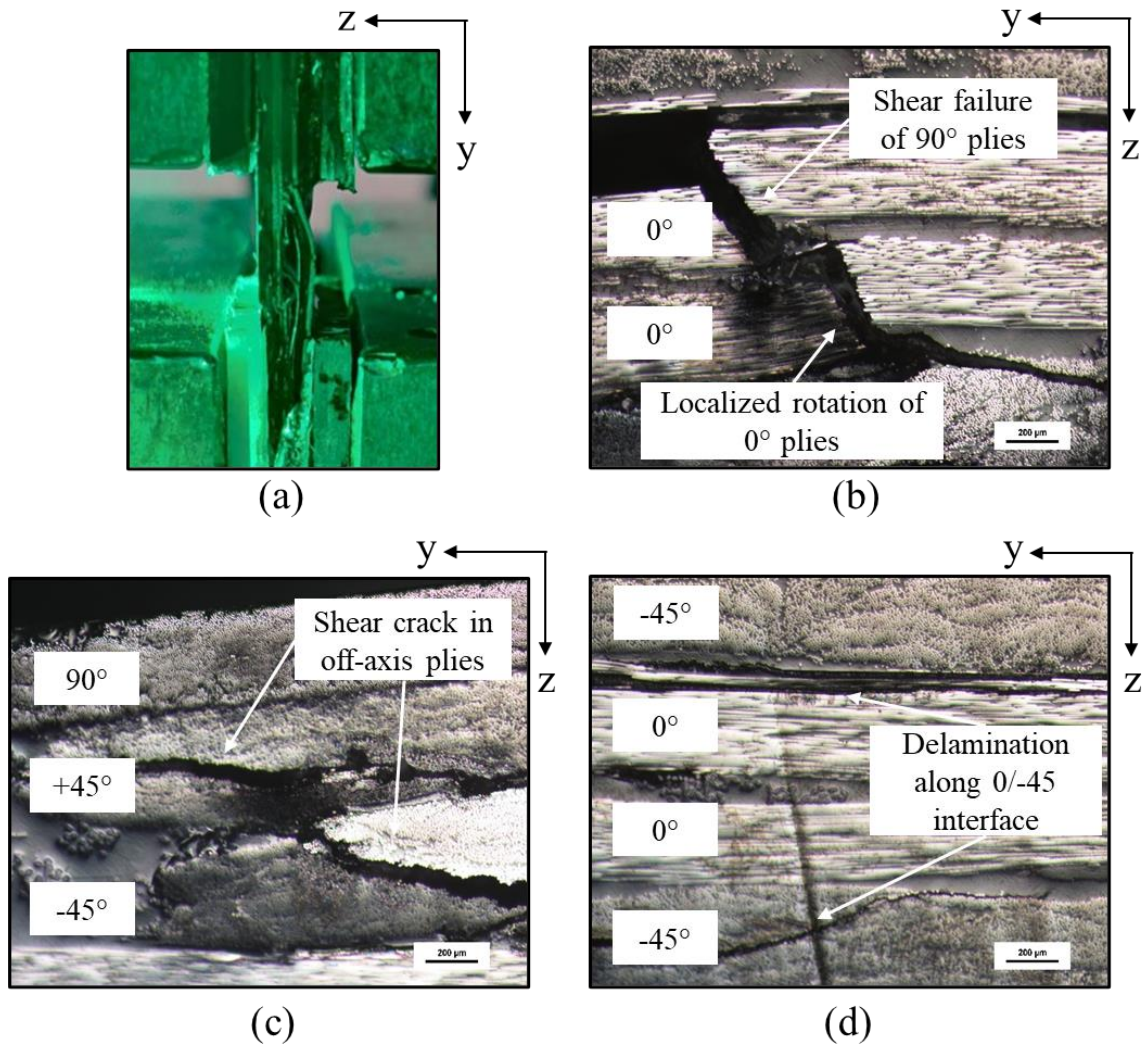 z
y
(a)
y
z
Shear failure
of 90° plies
0°
0°
Localized rotation of
0° plies
200 µm
(b)
y
z
Shear crack in
off-axis plies
90°
+45°
-45°
200 µm
(c)
y
z
-45°
0°
Delamination
along 0/-45
interface
0°
-45°
200 µm
(d)